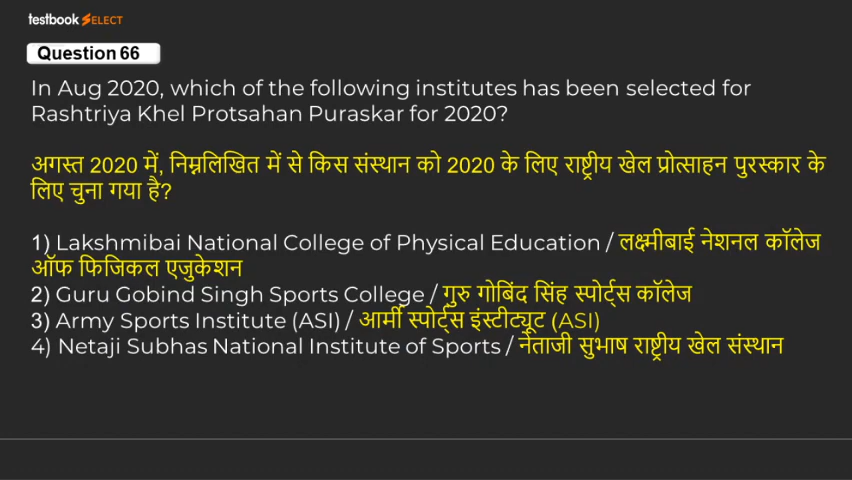 testbook SELECT
Question 66
In Aug 2020, which of the following institutes has been selected for
Rashtriya Khel Protsahan Puraskar for 2020?
अगस्त 2020 में, निम्नलिखित में से किस संस्थान को 2020 के लिए राष्ट्रीय खेल प्रोत्साहन पुरस्कार के
लिए चुना गया है?
1) Lakshmibai National College of Physical Education / लक्ष्मीबाई नेशनल कॉलेज
ऑफ फिजिकल एजुकेशन
2) Guru Gobind Singh Sports College / गुरु गोबिंद सिंह स्पोर्ट्स कॉलेज
3) Army Sports Institute (ASI) / आर्मी स्पोर्ट्स इंस्टीट्यूट (ASI)
4) Netaji Subhas National Institute of Sports / नेताजी सुभाष राष्ट्रीय खेल संस्थान